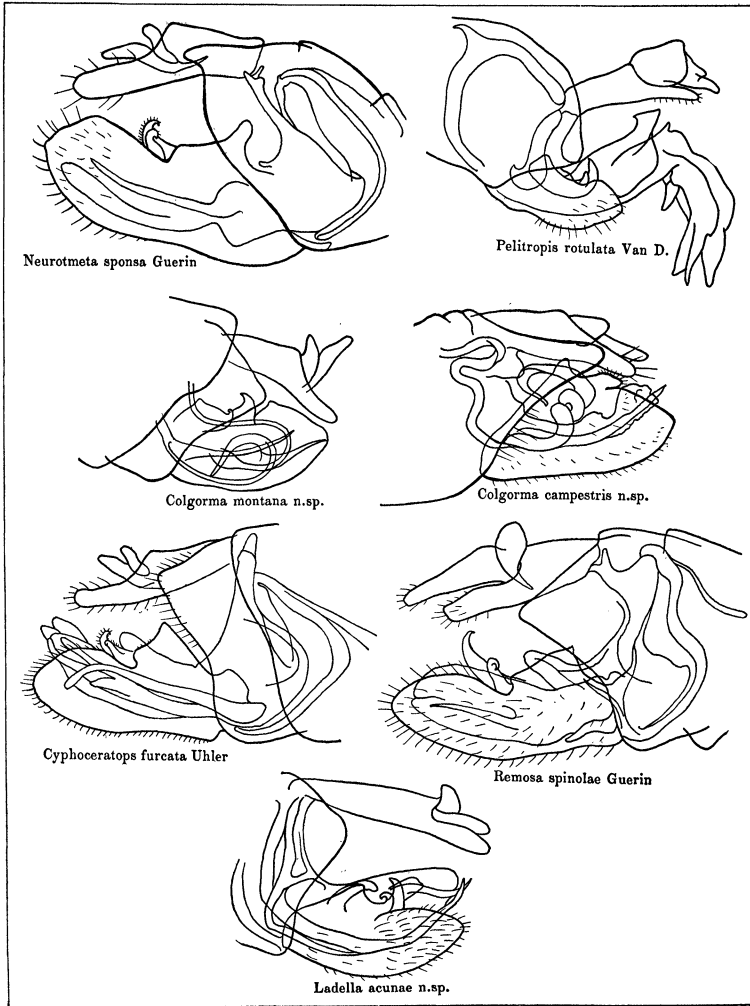 Neurotmeta sponsa Guerin
Pelitropis rotulata Van D.
Colgorma montana n.sp.
Colgorma campestris n.sp.
Cyphoceratops furcata Uhler
Remosa spinolae Guerin
Ladella acunae n.sp.